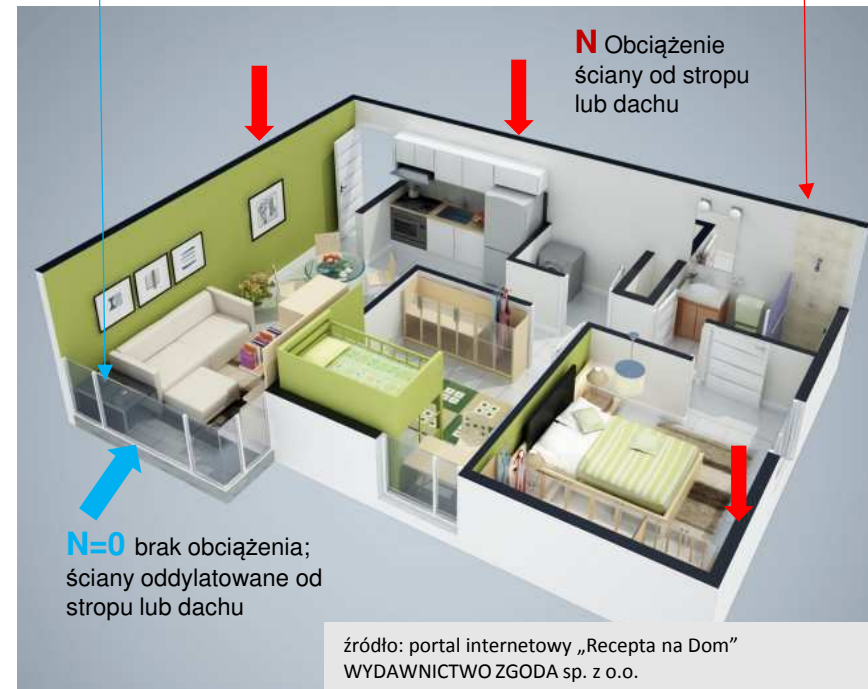 N Obciążenie
ściany od stropu
lub dachu
N=0 brak obciążenia;
ściany oddylatowane od
stropu lub dachu
źródło: portal internetowy „Recepta na Dom”
WYDAWNICTWO ZGODA sp. z o.o.